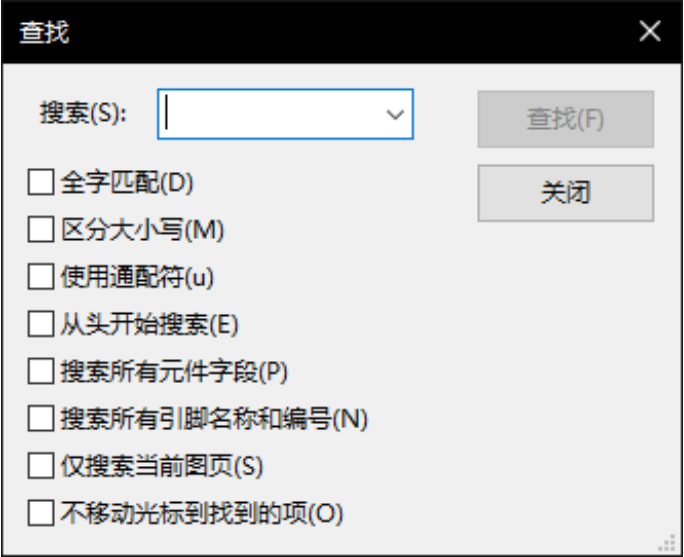 查找
搜索(S):
查找(F)
全字匹配(D)
关闭
区分大小写(M)
使用通配符(u)
从头开始搜索(E)
搜索所有元件字段(P)
搜索所有引脚名称和编号(N)
仅搜索当前图页(S)
不移动光标到找到的项(O)